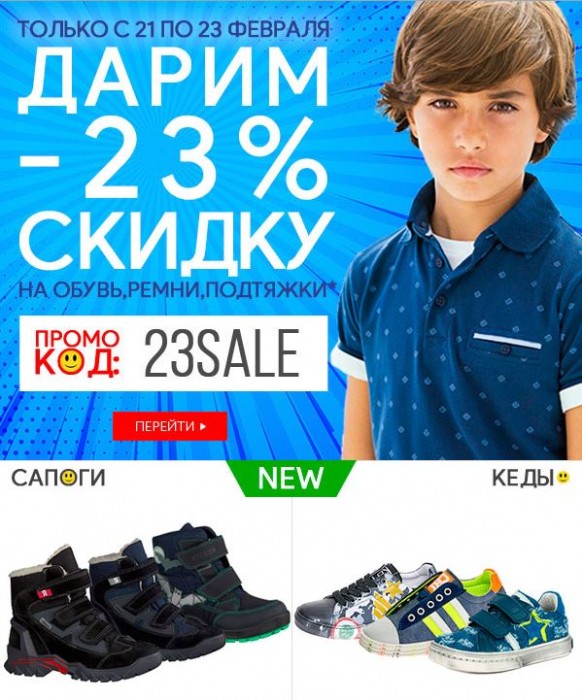 ТОЛЬКО С 21 ПО 23 ФЕВРАЛЯ
ДАРИМ
-23%
СКИДКУ
НА ОБУВЬ,РЕМНИ,ПОДТЯЖКИ*
ПРОМО
КОД:
23SALE
ПЕРЕЙТИ
САПОГИ
NEW
КЕДЫ